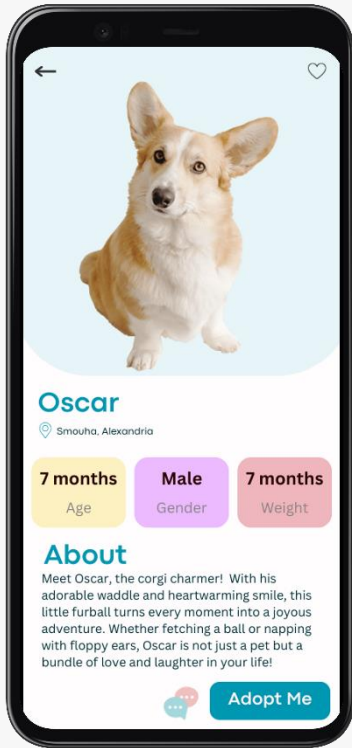 Oscar
Smouha, Alexandria
7 months Male 7 months
Age Gender Weight
About
Meet Oscar, the corgi charmer! With his
adorable waddle and heartwarming smile, this
little furball turns every moment into a joyous
adventure. Whether fetching a ball or napping
with floppy ears, Oscar is not just a pet but a
bundle of love and laughter in your life!
Adopt Me